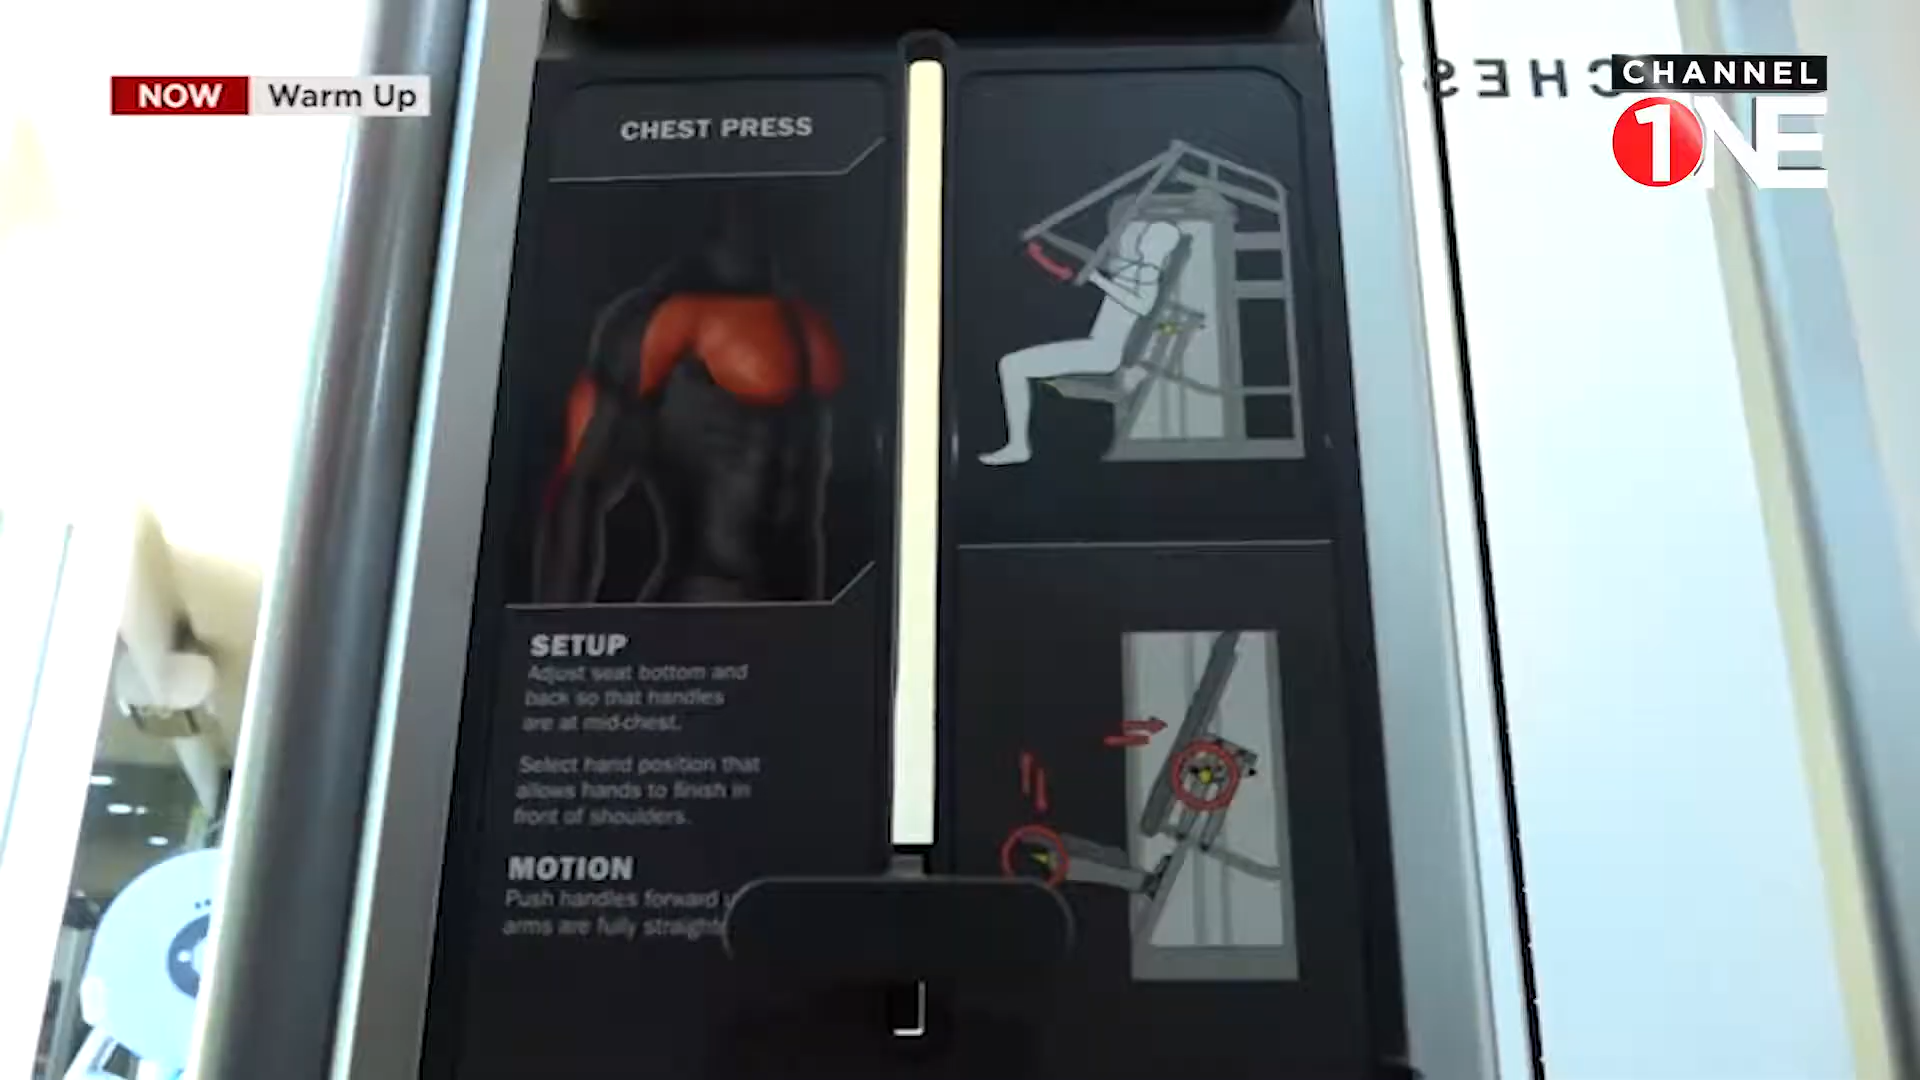 NOW Warm Up
CHEST PRESS
CHES
CHANNEL
1NE
SETUP
Adjust seat bottom and
back so that handles
are at mid-chest.
Select hand position that
allows hands to finish in
front of shoulders.
MOTION
Push handles forward
arms are fully